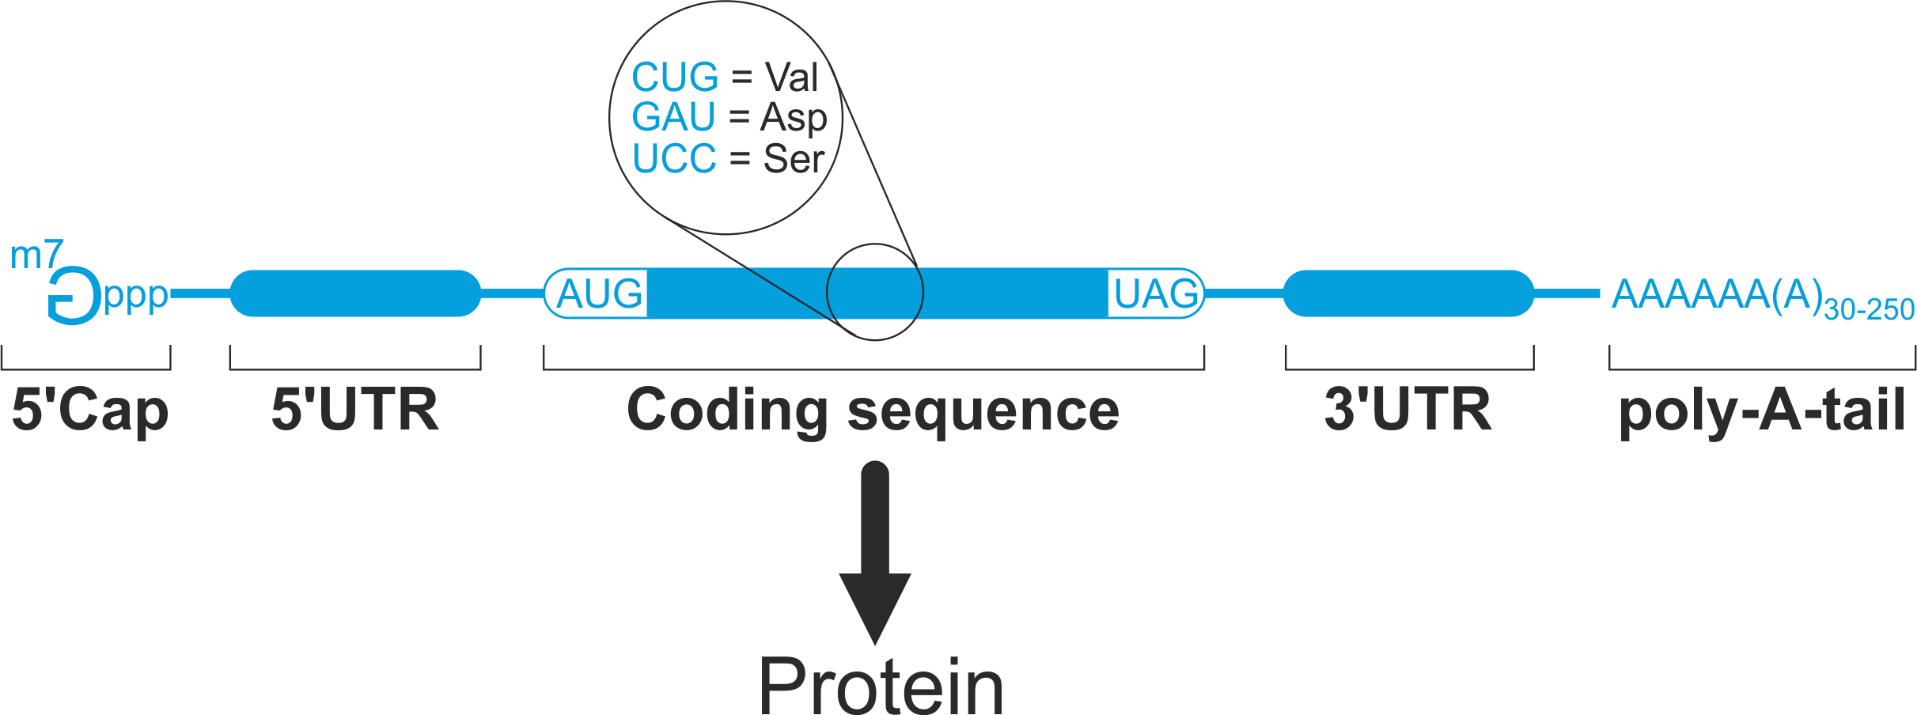 CUG = Val
GAU = Asp
UCC = Ser
m7
Gppp
AUG
UAG
AAAAAA(A)30-250
5'Cap
5'UTR
Coding sequence
3'UTR
poly-A-tail
Protein